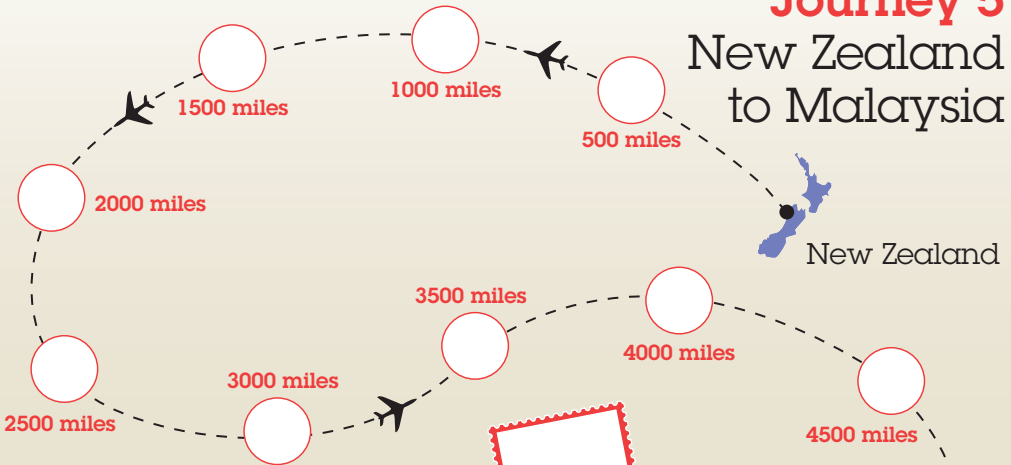 Journey 5
New Zealand
to Malaysia
1000 miles
1500 miles
500 miles
2000 miles
New Zealand
3500 miles
4000 miles
3000 miles
2500 miles
4500 miles